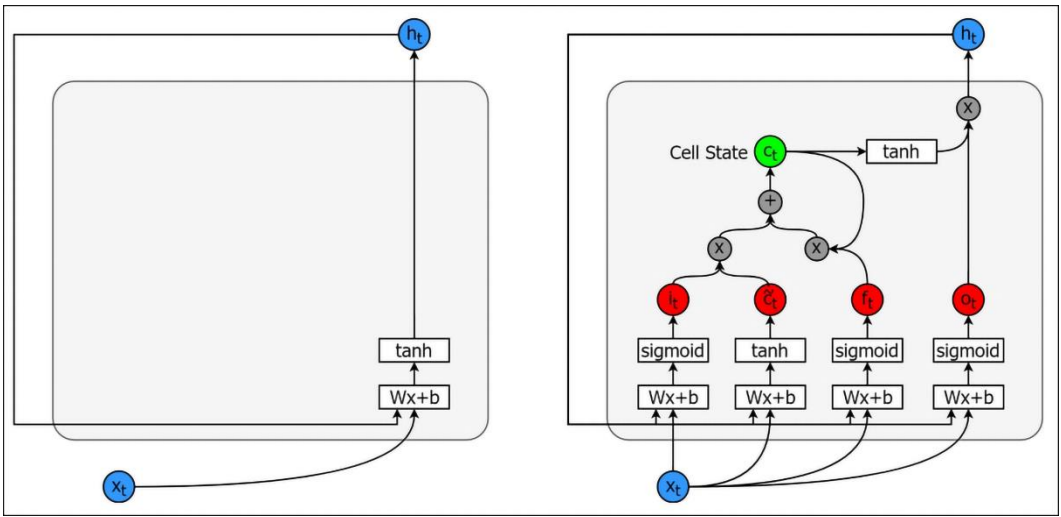 hₜ
tanh
Wx+b
xₜ
hₜ
x
Cell State cₜ tanh
+
x x
iₜ c̃ₜ fₜ oₜ
sigmoid tanh sigmoid sigmoid
Wx+b Wx+b Wx+b Wx+b
xₜ